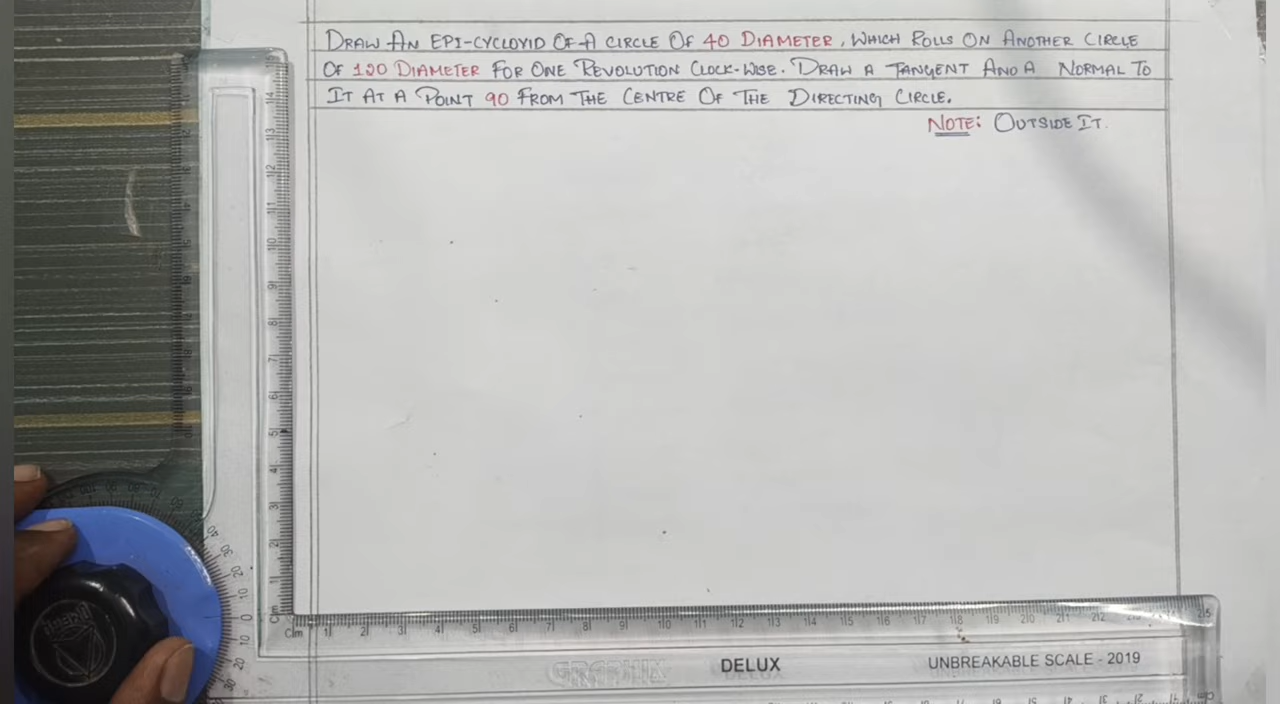 DRAW AN EPI-CYCLOYID OF A CIRCLE OF 40 DIAMETER, WHICH ROLLS ON ANOTHER CIRCLE
OF 120 DIAMETER FOR ONE REVOLUTION CLOCK-WISE. DRAW A TANGENT AND A NORMAL TO
IT AT A POINT 90 FROM THE CENTRE OF THE DIRECTING CIRCLE.
NOTE: OUTSIDE IT.
DELUX
UNBREAKABLE SCALE - 2019